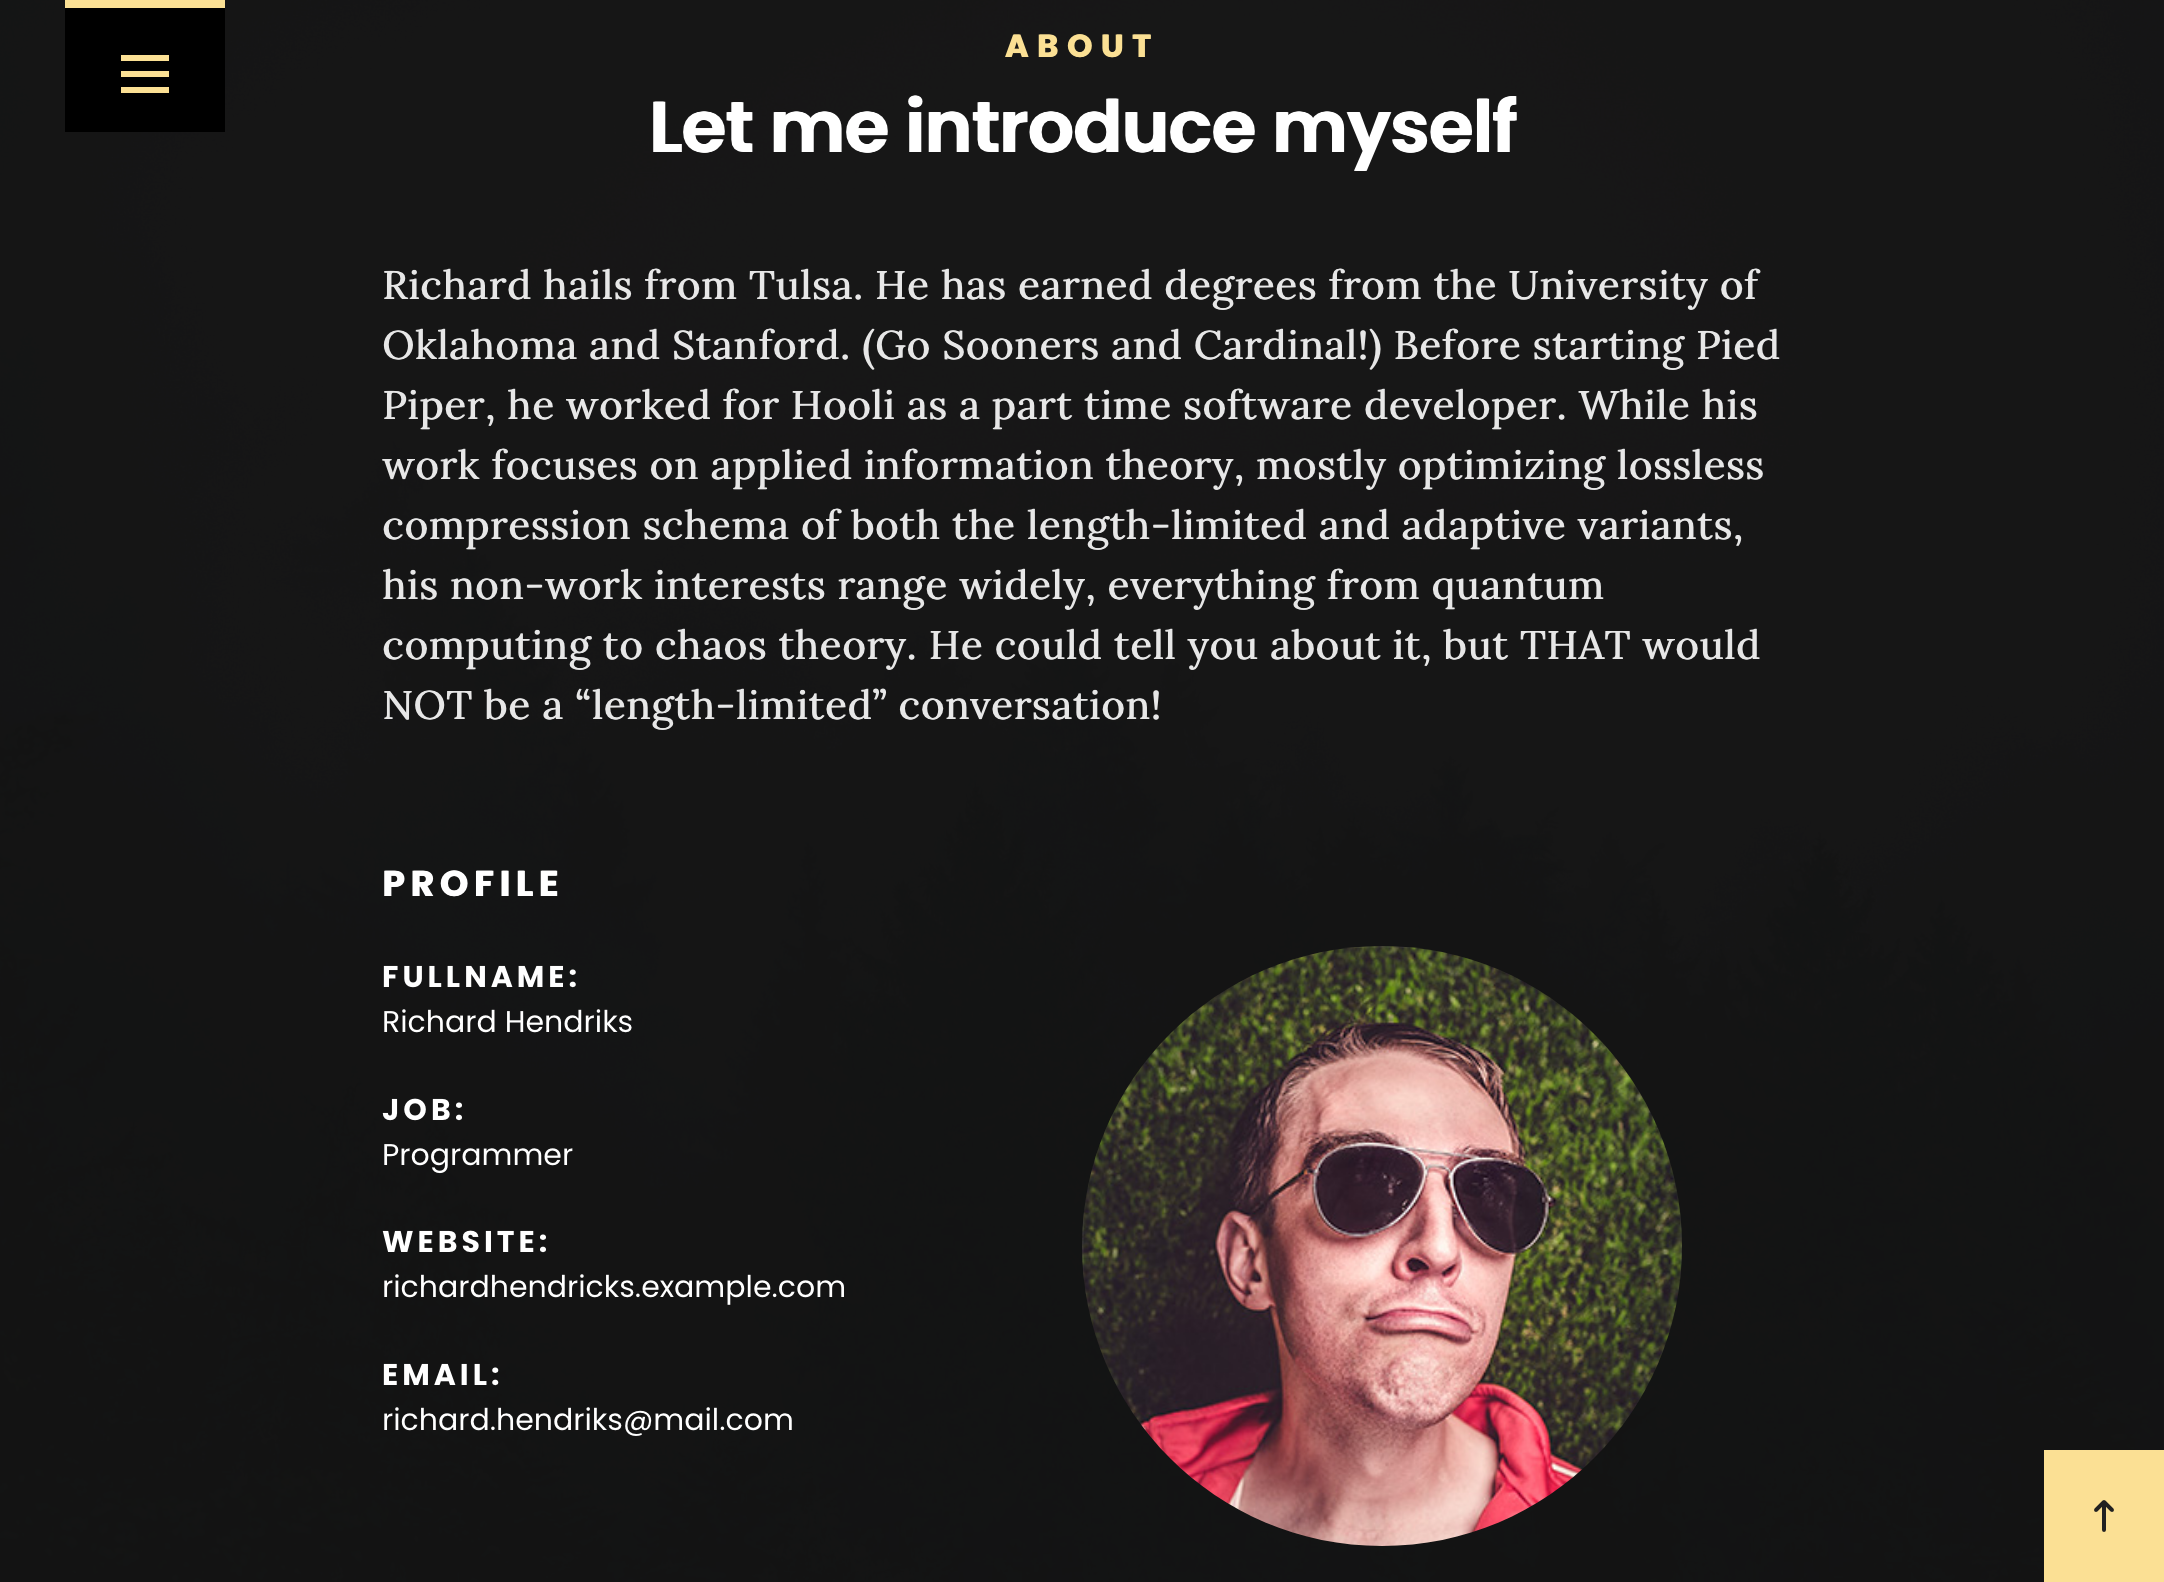 ABOUT
Let me introduce myself
Richard hails from Tulsa. He has earned degrees from the University of
Oklahoma and Stanford. (Go Sooners and Cardinal!) Before starting Pied
Piper, he worked for Hooli as a part time software developer. While his
work focuses on applied information theory, mostly optimizing lossless
compression schema of both the length-limited and adaptive variants,
his non-work interests range widely, everything from quantum
computing to chaos theory. He could tell you about it, but THAT would
NOT be a “length-limited” conversation!
PROFILE
FULLNAME:
Richard Hendriks
JOB:
Programmer
WEBSITE:
richardhendricks.example.com
EMAIL:
richard.hendriks@mail.com